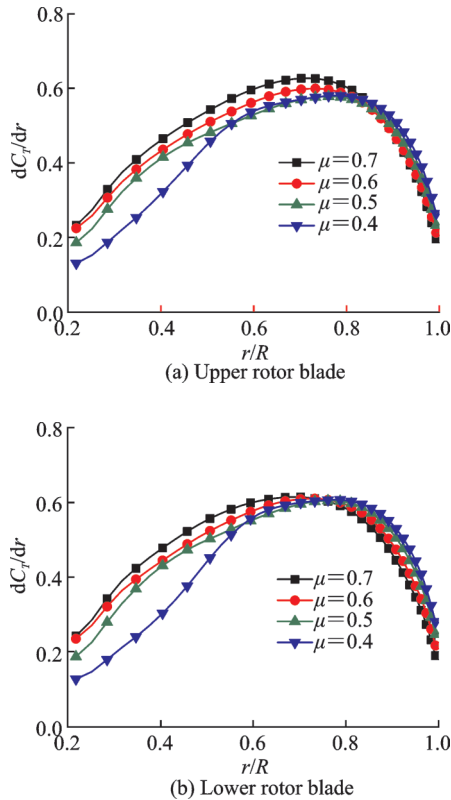 0.8
0.6
0.4
0.2
0.0
dC_T/dr
μ=0.7
μ=0.6
μ=0.5
μ=0.4
0.2 0.4 0.6 0.8 1.0
r/R
(a) Upper rotor blade
0.8
0.6
0.4
0.2
0.0
dC_T/dr
μ=0.7
μ=0.6
μ=0.5
μ=0.4
0.2 0.4 0.6 0.8 1.0
r/R
(b) Lower rotor blade